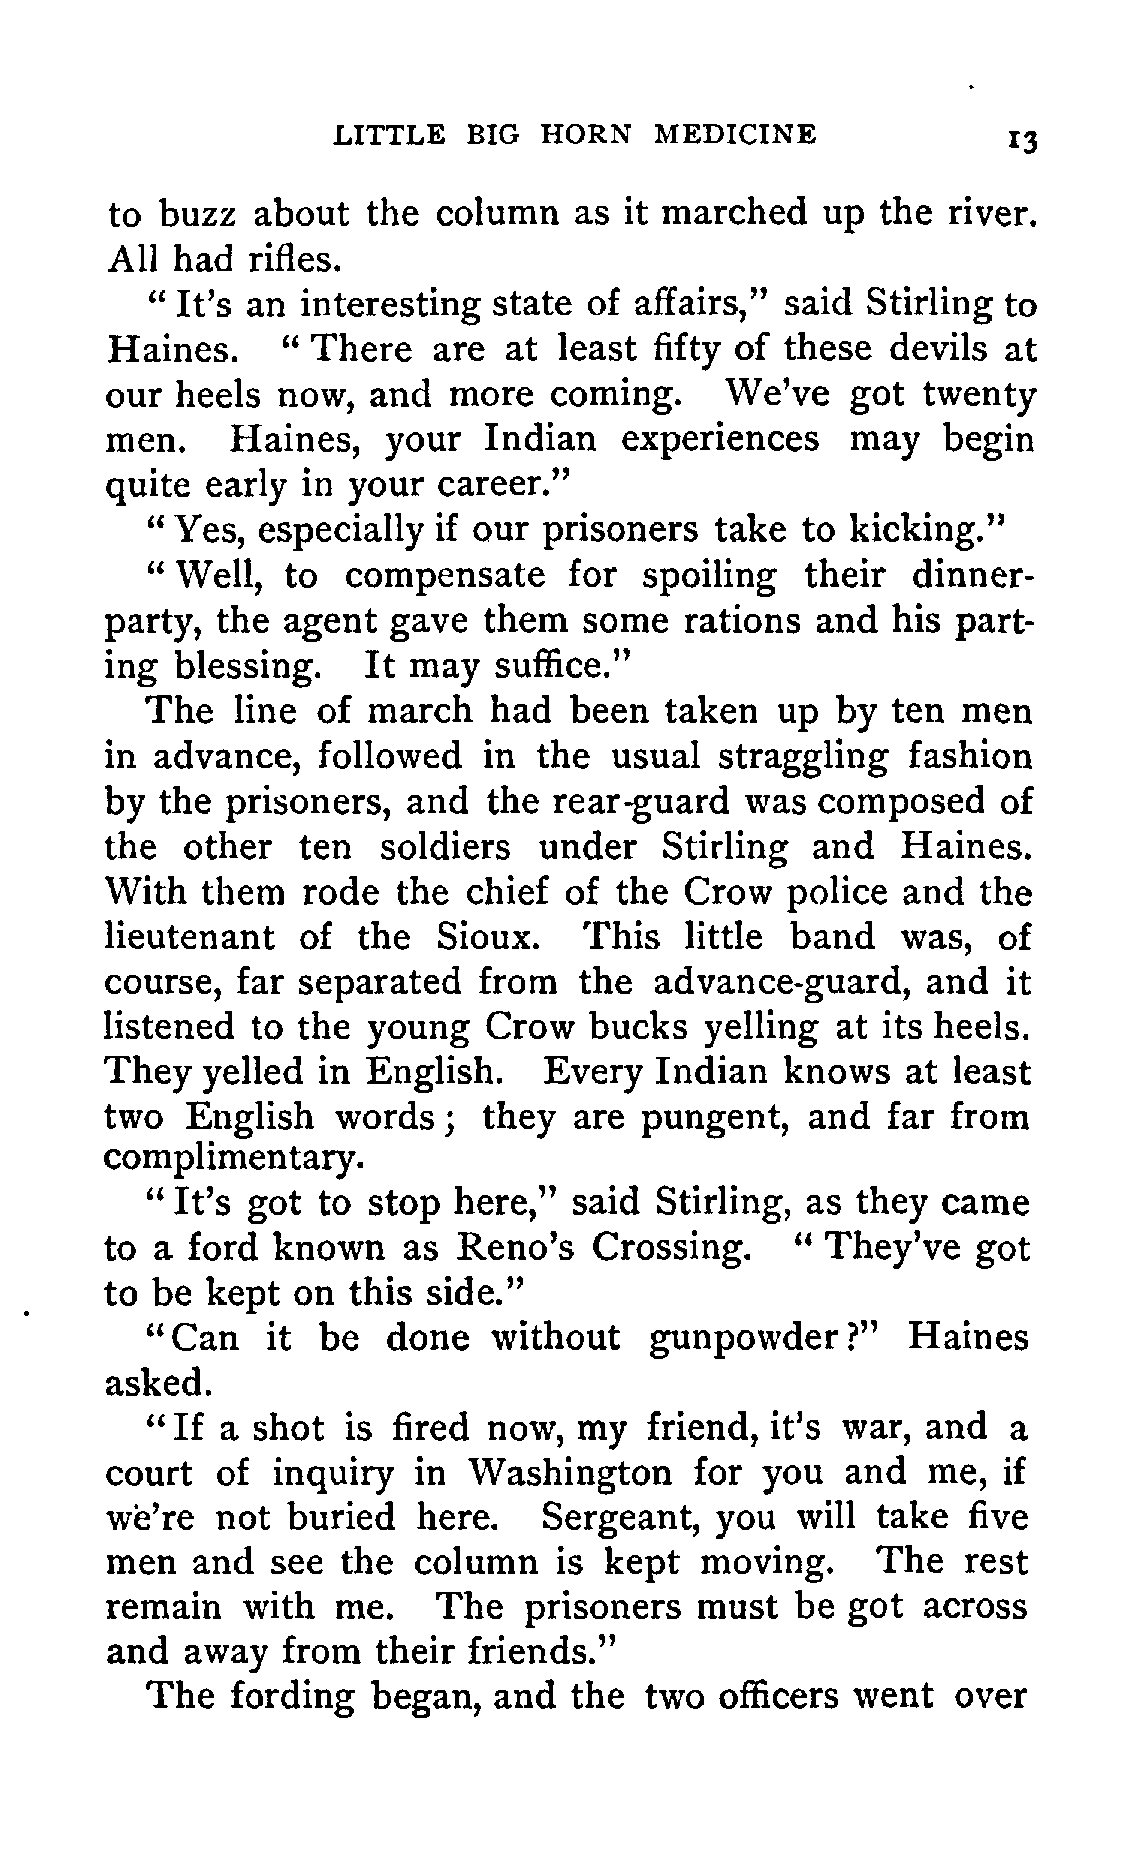 LITTLE BIG HORN MEDICINE 13
to buzz about the column as it marched up the river.
All had rifles.
“ It’s an interesting state of affairs,” said Stirling to
Haines. “ There are at least fifty of these devils at
our heels now, and more coming. We’ve got twenty
men. Haines, your Indian experiences may begin
quite early in your career.”
“ Yes, especially if our prisoners take to kicking.”
“ Well, to compensate for spoiling their dinner-
party, the agent gave them some rations and his part-
ing blessing. It may suffice.”
The line of march had been taken up by ten men
in advance, followed in the usual straggling fashion
by the prisoners, and the rear-guard was composed of
the other ten soldiers under Stirling and Haines.
With them rode the chief of the Crow police and the
lieutenant of the Sioux. This little band was, of
course, far separated from the advance-guard, and it
listened to the young Crow bucks yelling at its heels.
They yelled in English. Every Indian knows at least
two English words ; they are pungent, and far from
complimentary.
“ It’s got to stop here,” said Stirling, as they came
to a ford known as Reno’s Crossing. “ They’ve got
to be kept on this side.”
“Can it be done without gunpowder ?” Haines
asked.
“If a shot is fired now, my friend, it’s war, and a
court of inquiry in Washington for you and me, if
we’re not buried here. Sergeant, you will take five
men and see the column is kept moving. The rest
remain with me. The prisoners must be got across
and away from their friends.”
The fording began, and the two officers went over